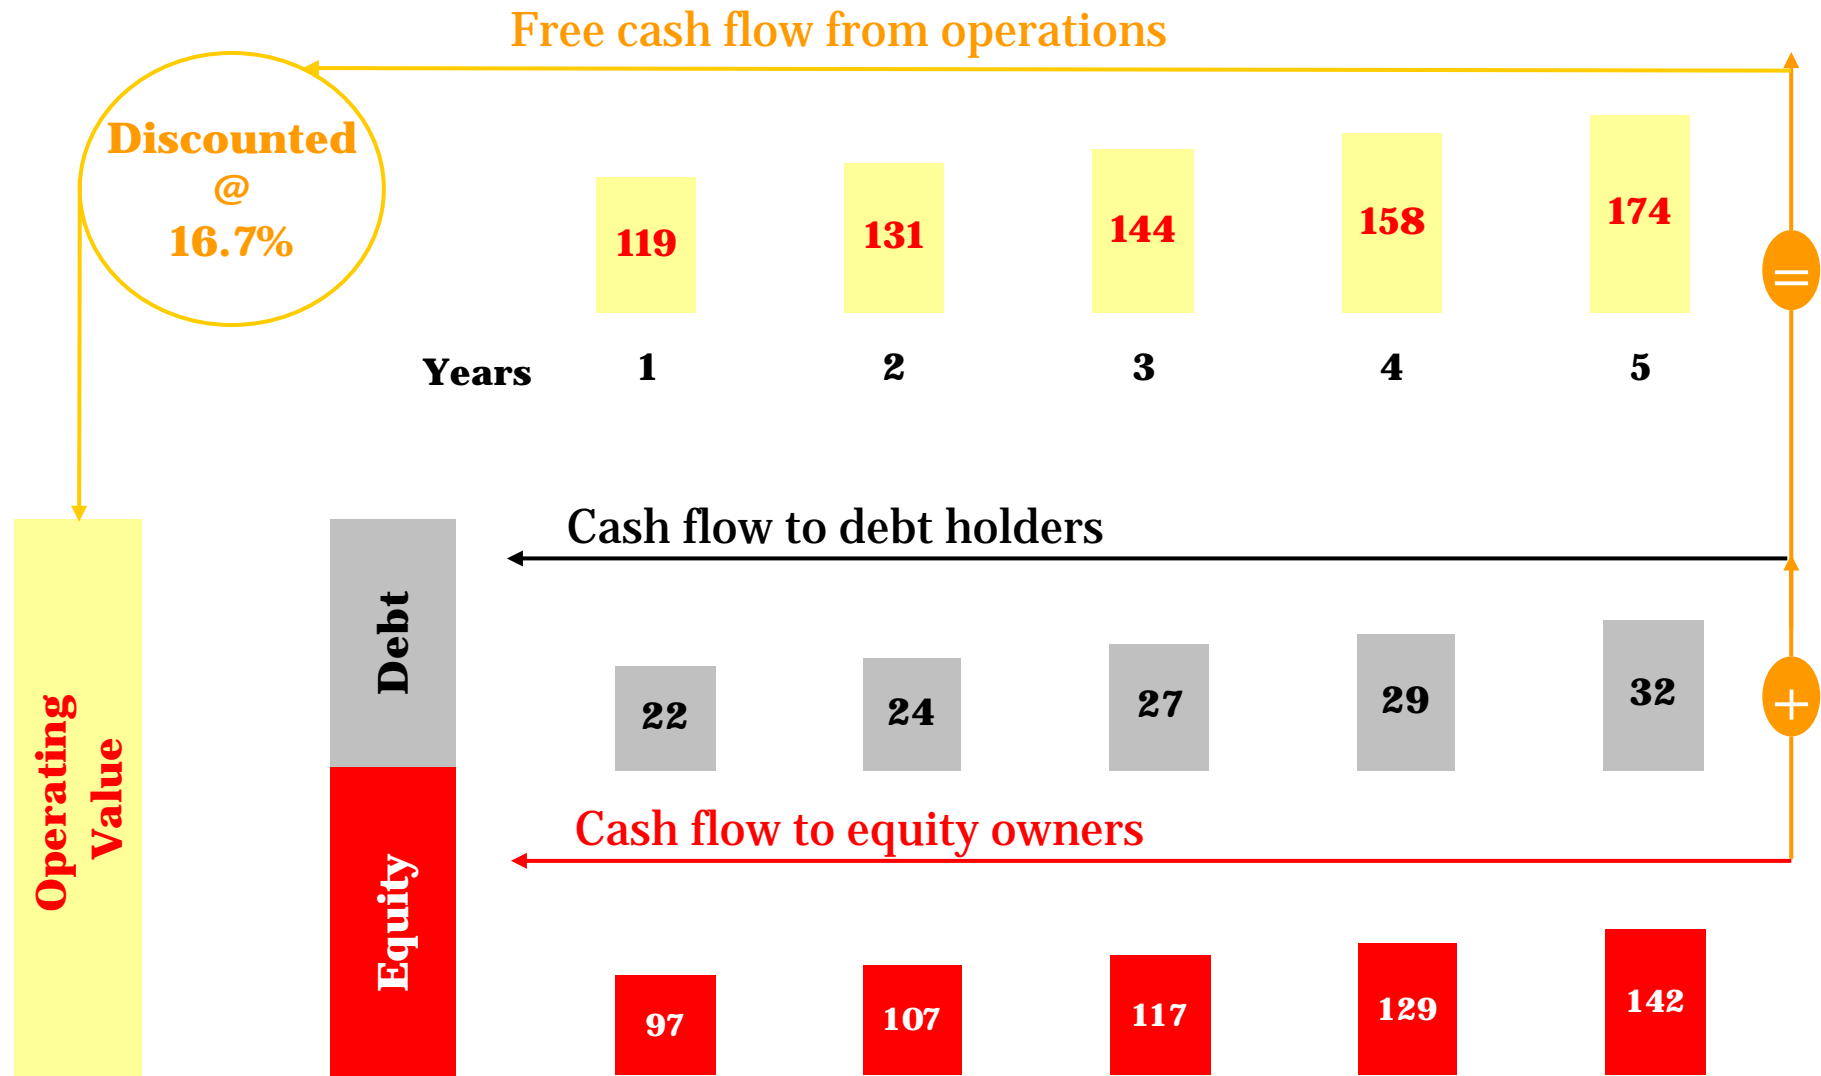 Free cash flow from operations
Discounted
@
16.7%
119 131 144 158 174
=
Years 1 2 3 4 5
Cash flow to debt holders
Debt
22 24 27 29 32
+
Operating
Value
Cash flow to equity owners
Equity
97 107 117 129 142